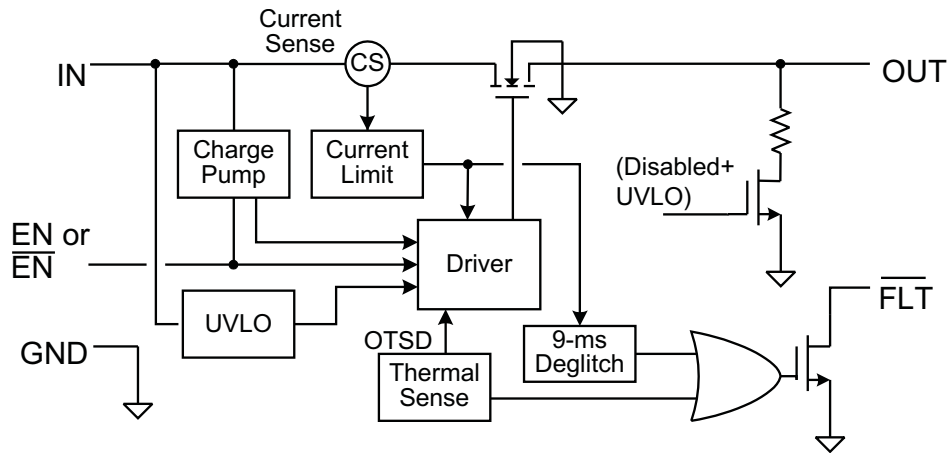 Current
Sense
IN
CS
OUT
Charge
Pump
Current
Limit
(Disabled+
UVLO)
EN or
EN
Driver
FLT
UVLO
GND
OTSD
9-ms
Deglitch
Thermal
Sense